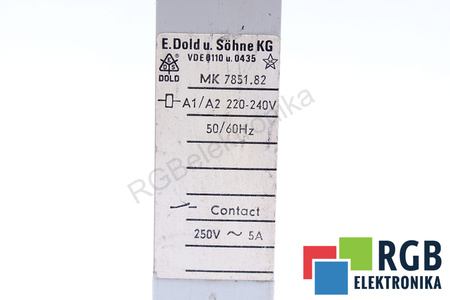 E.Dold u. Söhne KG
VDE 0110 u. 0435
DOLD
MK 7851.82
A1/A2 220-240V
50/60Hz
Contact
250V ~ 5A
RGBelektronika
RGB
ELEKTRONIKA